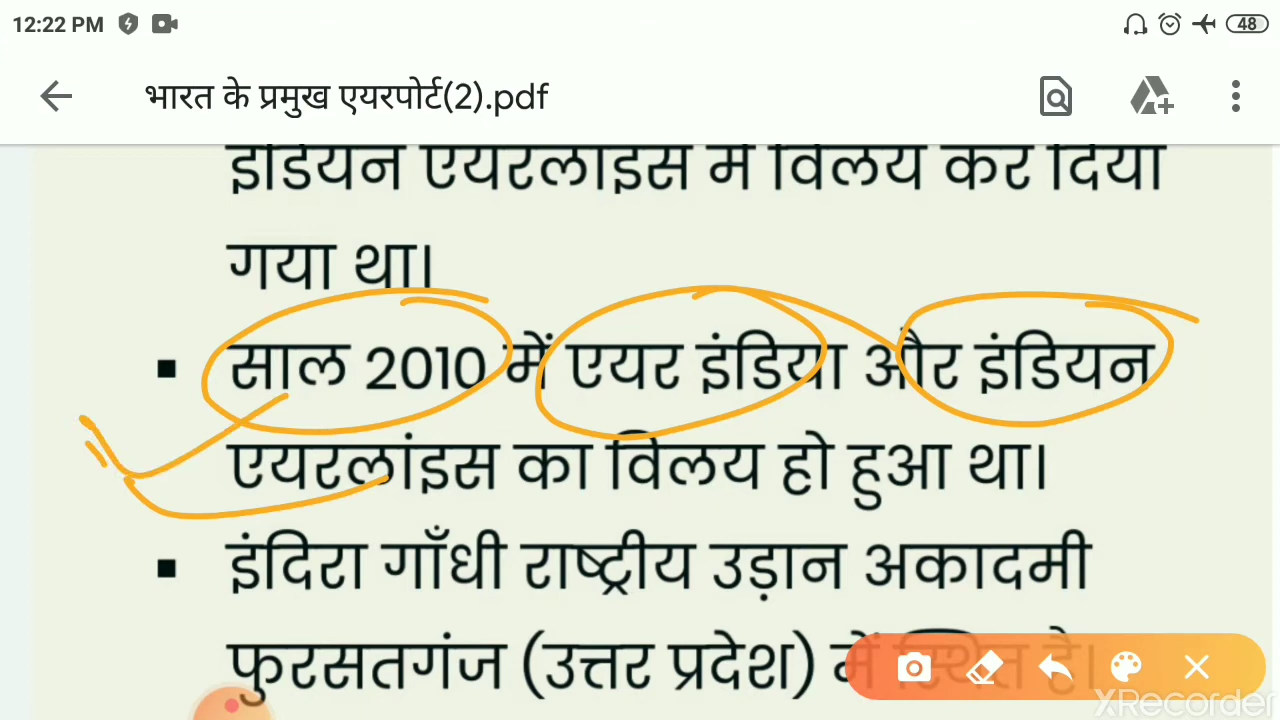 12:22 PM 48
भारत के प्रमुख एयरपोर्ट(2).pdf
इंडियन एयरलाइंस में विलय कर दिया
गया था।
▪ साल 2010 में एयर इंडिया और इंडियन
एयरलांइस का विलय हो हुआ था।
▪ इंदिरा गाँधी राष्ट्रीय उड़ान अकादमी
फुरसतगंज (उत्तर प्रदेश) में स्थित है।
XRecorder